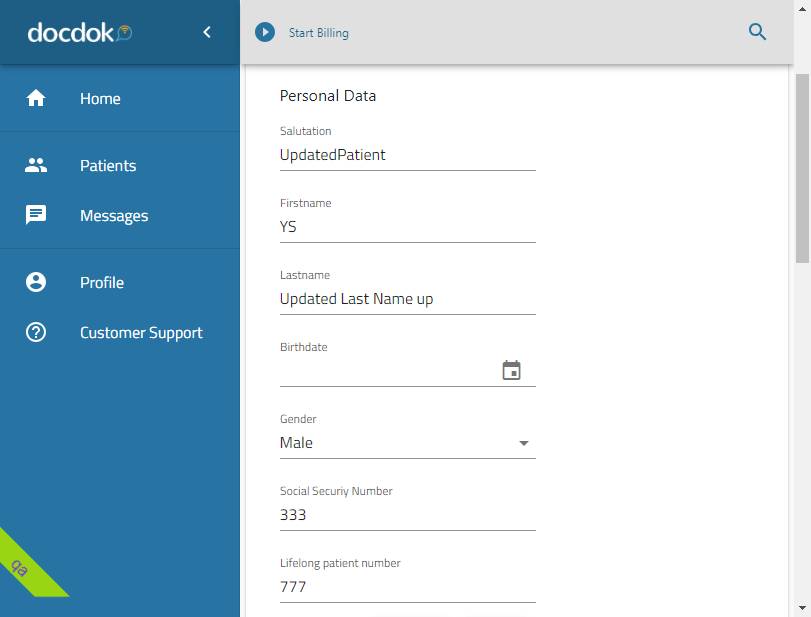 docdok
Start Billing
Home
Patients
Messages
Profile
Customer Support
qa
Personal Data
Salutation
UpdatedPatient
Firstname
YS
Lastname
Updated Last Name up
Birthdate
Gender
Male
Social Securiy Number
333
Lifelong patient number
777